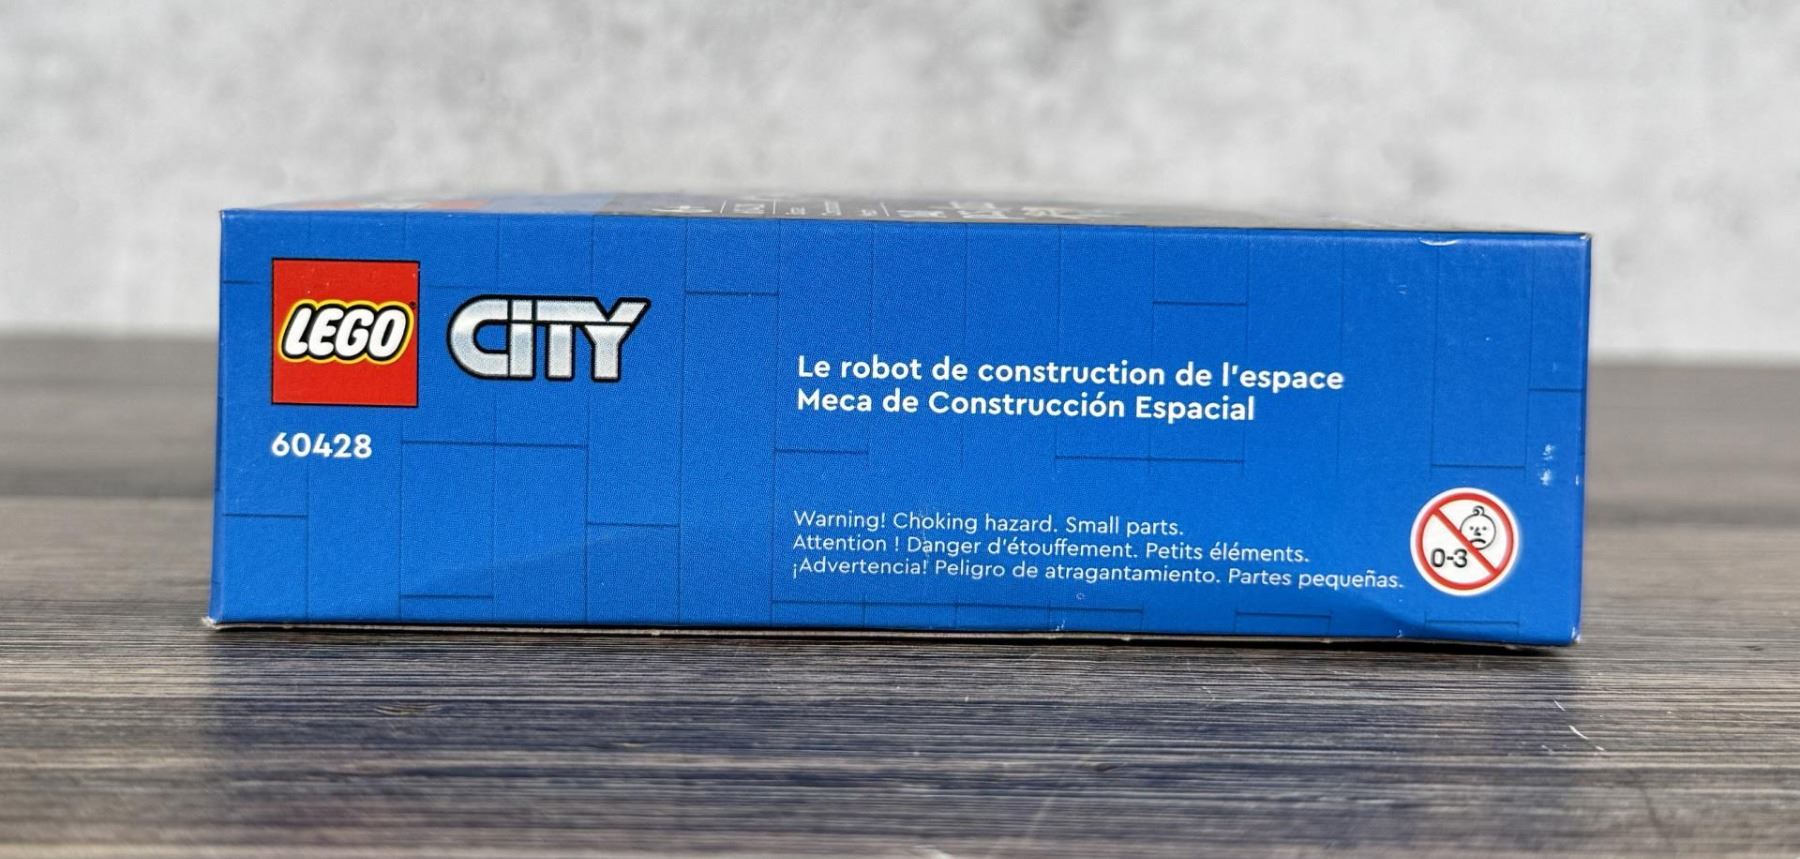 LEGO
CITY
60428
Le robot de construction de l'espace
Meca de Construcción Espacial
Warning! Choking hazard. Small parts.
Attention ! Danger d'étouffement. Petits éléments.
¡Advertencia! Peligro de atragantamiento. Partes pequeñas.
0-3